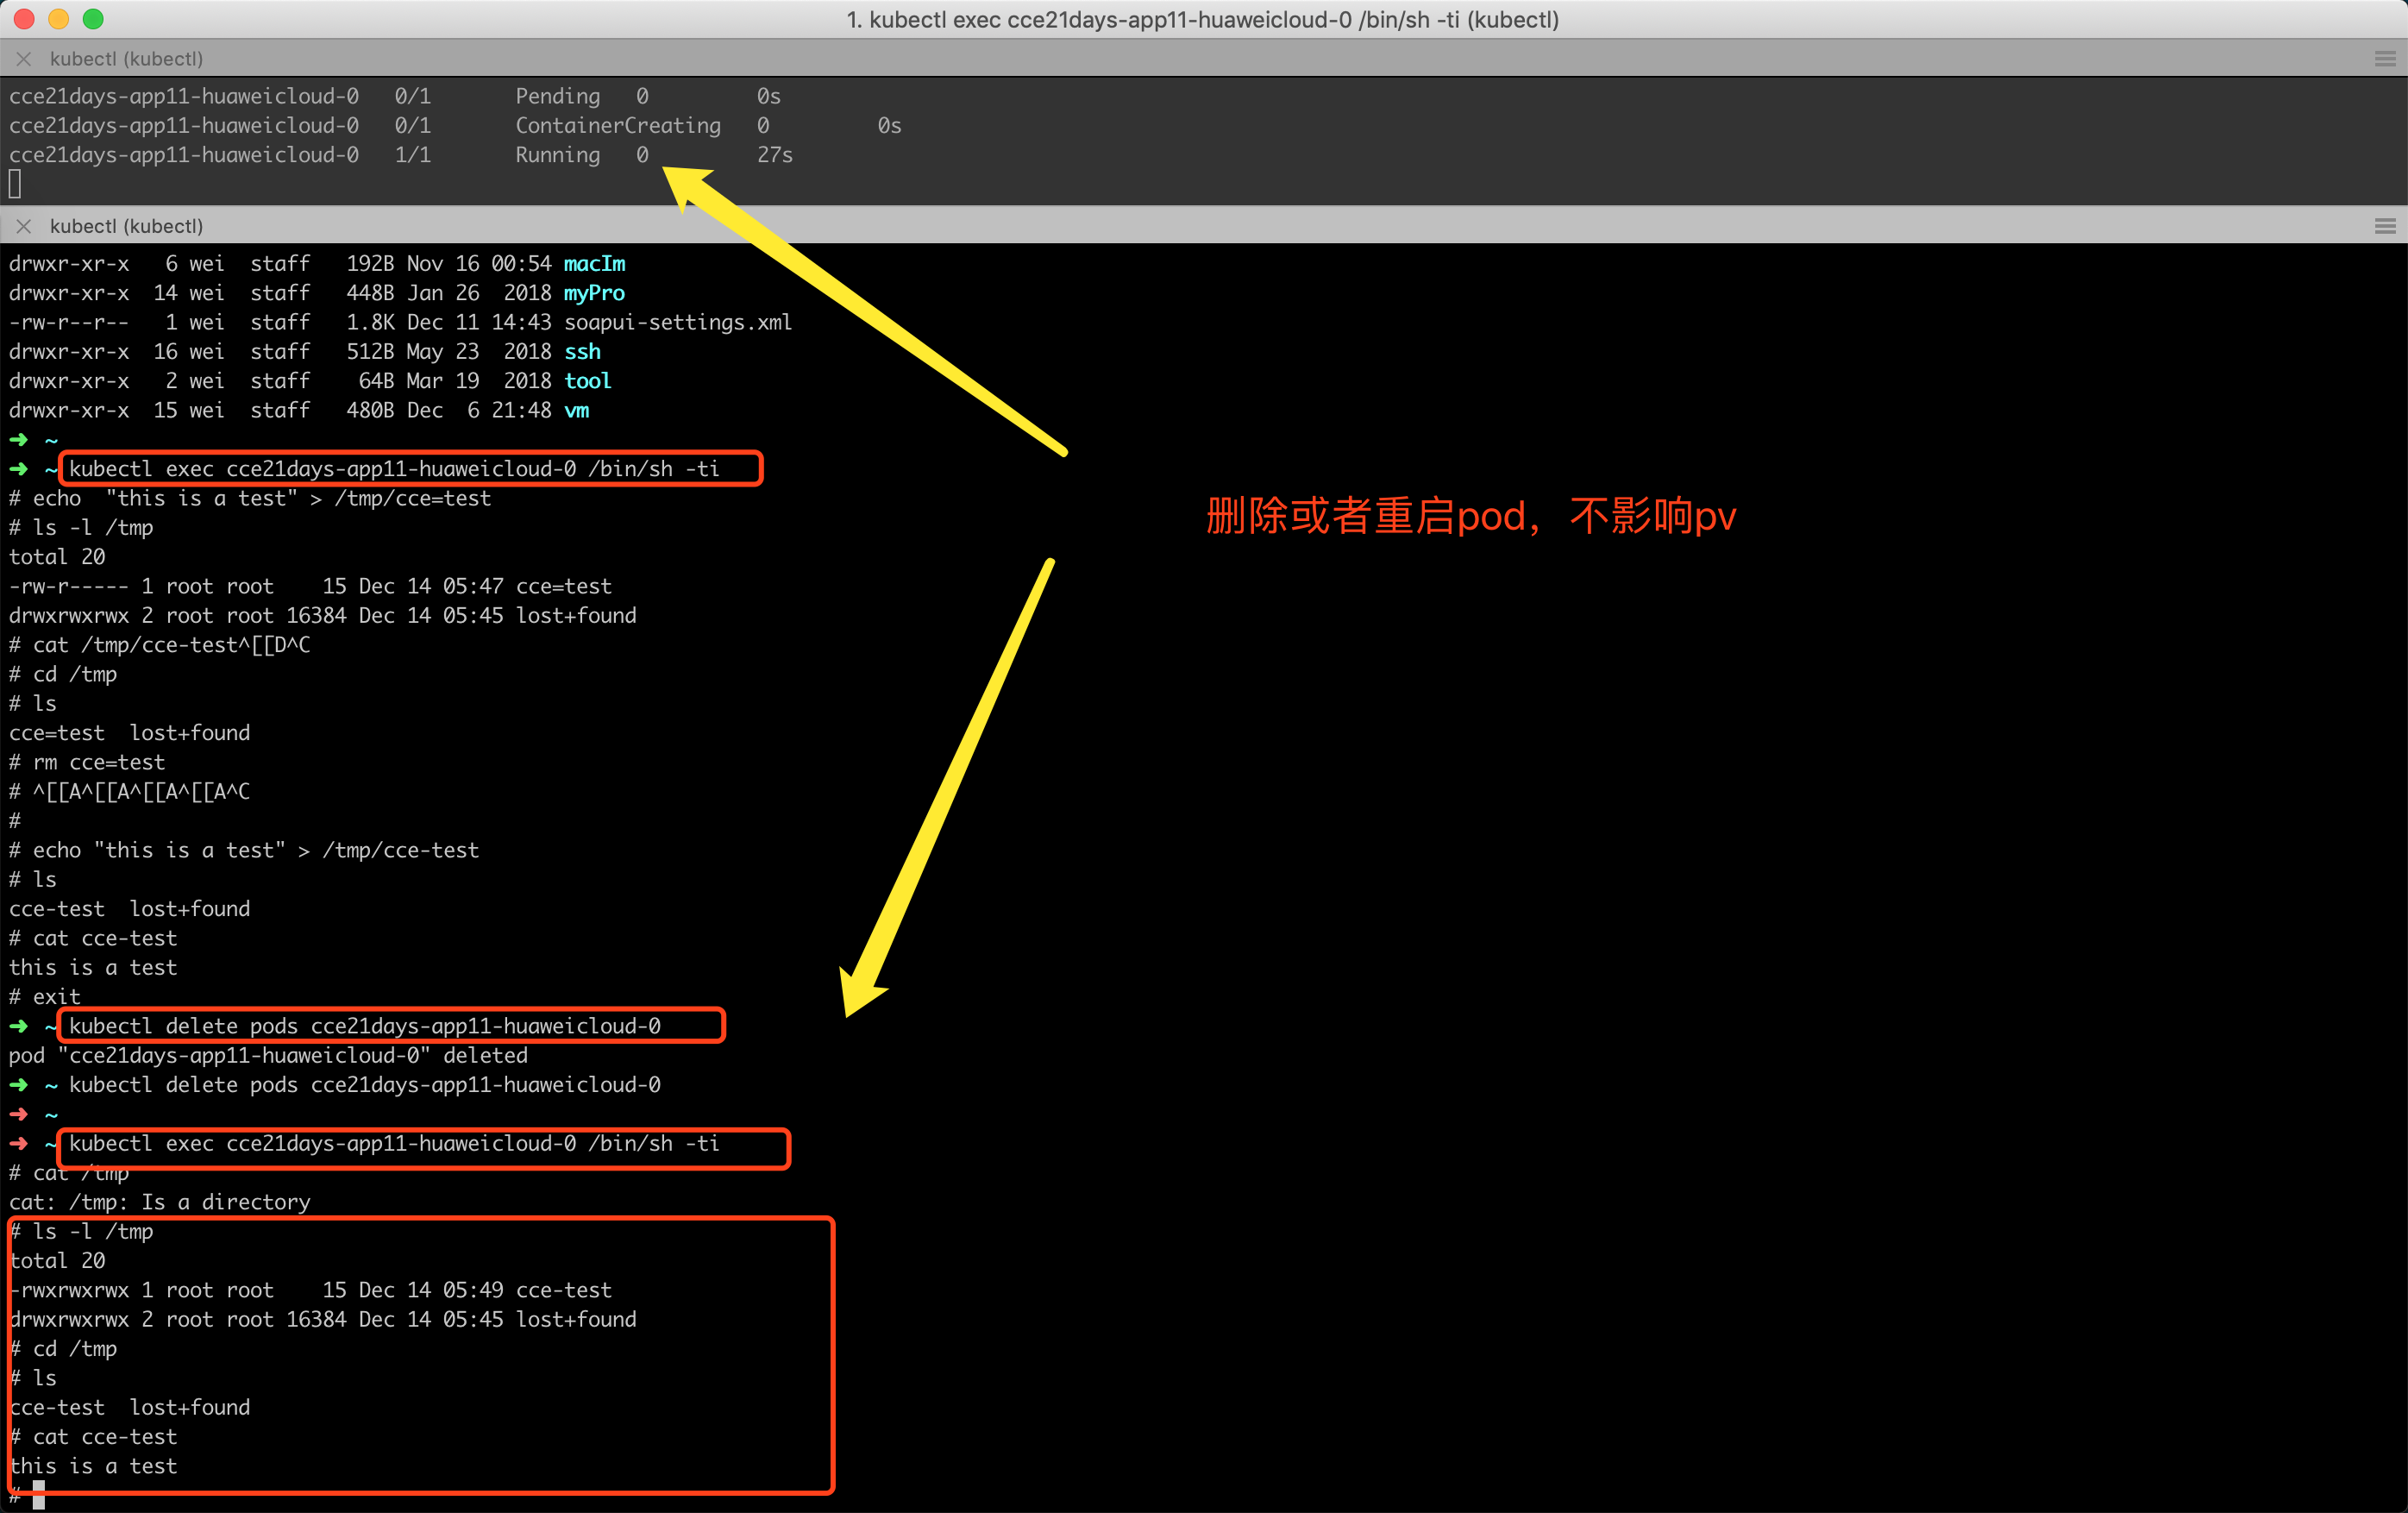 1. kubectl exec cce21days-app11-huaweicloud-0 /bin/sh -ti (kubectl)
kubectl (kubectl)
cce21days-app11-huaweicloud-0   0/1       Pending   0         0s
cce21days-app11-huaweicloud-0   0/1       ContainerCreating   0         0s
cce21days-app11-huaweicloud-0   1/1       Running   0         27s
kubectl (kubectl)
drwxr-xr-x   6 wei  staff   192B Nov 16 00:54 macIm
drwxr-xr-x  14 wei  staff   448B Jan 26  2018 myPro
-rw-r--r--   1 wei  staff   1.8K Dec 11 14:43 soapui-settings.xml
drwxr-xr-x  16 wei  staff   512B May 23  2018 ssh
drwxr-xr-x   2 wei  staff    64B Mar 19  2018 tool
drwxr-xr-x  15 wei  staff   480B Dec  6 21:48 vm
➜  ~
➜  ~ kubectl exec cce21days-app11-huaweicloud-0 /bin/sh -ti
# echo  "this is a test" > /tmp/cce=test
# ls -l /tmp
total 20
-rw-r----- 1 root root    15 Dec 14 05:47 cce=test
drwxrwxrwx 2 root root 16384 Dec 14 05:45 lost+found
# cat /tmp/cce-test^[[D^C
# cd /tmp
# ls
cce=test  lost+found
# rm cce=test
# ^[[A^[[A^[[A^[[A^C
#
# echo "this is a test" > /tmp/cce-test
# ls
cce-test  lost+found
# cat cce-test
this is a test
# exit
➜  ~ kubectl delete pods cce21days-app11-huaweicloud-0
pod "cce21days-app11-huaweicloud-0" deleted
➜  ~ kubectl delete pods cce21days-app11-huaweicloud-0
➜  ~
➜  ~ kubectl exec cce21days-app11-huaweicloud-0 /bin/sh -ti
# cat /tmp
cat: /tmp: Is a directory
# ls -l /tmp
total 20
-rwxrwxrwx 1 root root    15 Dec 14 05:49 cce-test
drwxrwxrwx 2 root root 16384 Dec 14 05:45 lost+found
# cd /tmp
# ls
cce-test  lost+found
# cat cce-test
this is a test
#
删除或者重启pod，不影响pv